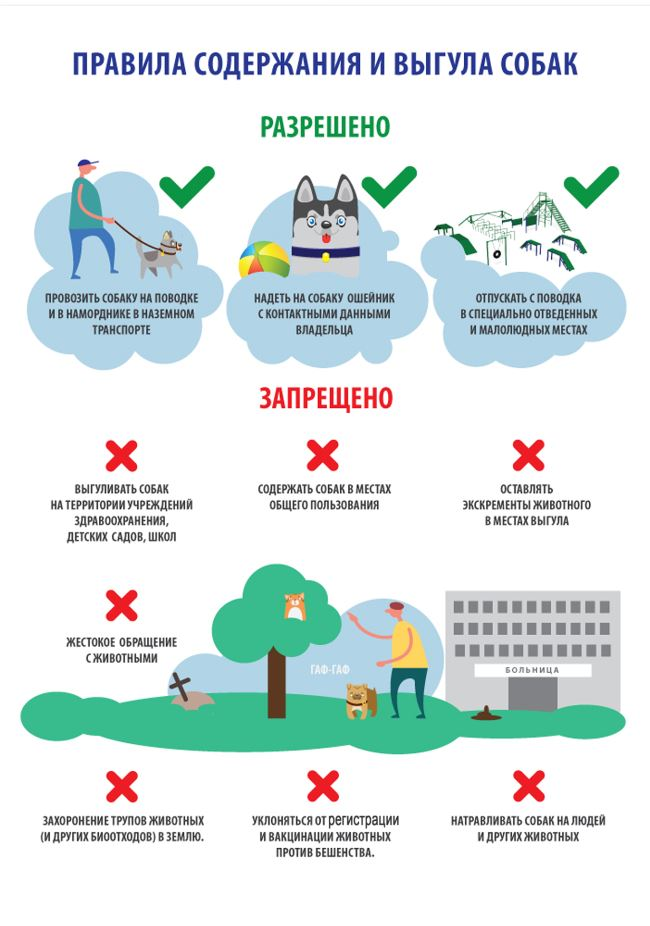 ПРАВИЛА СОДЕРЖАНИЯ И ВЫГУЛА СОБАК
РАЗРЕШЕНО
ПРОВОЗИТЬ СОБАКУ НА ПОВОДКЕ
И В НАМОРДНИКЕ В НАЗЕМНОМ
ТРАНСПОРТЕ
НАДЕТЬ НА СОБАКУ ОШЕЙНИК
С КОНТАКТНЫМИ ДАННЫМИ
ВЛАДЕЛЬЦА
ОТПУСКАТЬ С ПОВОДКА
В СПЕЦИАЛЬНО ОТВЕДЕННЫХ
И МАЛОЛЮДНЫХ МЕСТАХ
ЗАПРЕЩЕНО
ВЫГУЛИВАТЬ СОБАК
НА ТЕРРИТОРИИ УЧРЕЖДЕНИЙ
ЗДРАВООХРАНЕНИЯ,
ДЕТСКИХ САДОВ, ШКОЛ
СОДЕРЖАТЬ СОБАК В МЕСТАХ
ОБЩЕГО ПОЛЬЗОВАНИЯ
ОСТАВЛЯТЬ
ЭКСКРЕМЕНТЫ ЖИВОТНОГО
В МЕСТАХ ВЫГУЛА
ЖЕСТОКОЕ ОБРАЩЕНИЕ
С ЖИВОТНЫМИ
ГАФ-ГАФ
БОЛЬНИЦА
ЗАХОРОНЕНИЕ ТРУПОВ ЖИВОТНЫХ
(И ДРУГИХ БИООТХОДОВ) В ЗЕМЛЮ.
УКЛОНЯТЬСЯ ОТ регистрации
И ВАКЦИНАЦИИ ЖИВОТНЫХ
ПРОТИВ БЕШЕНСТВА.
НАТРАВЛИВАТЬ СОБАК НА ЛЮДЕЙ
И ДРУГИХ ЖИВОТНЫХ